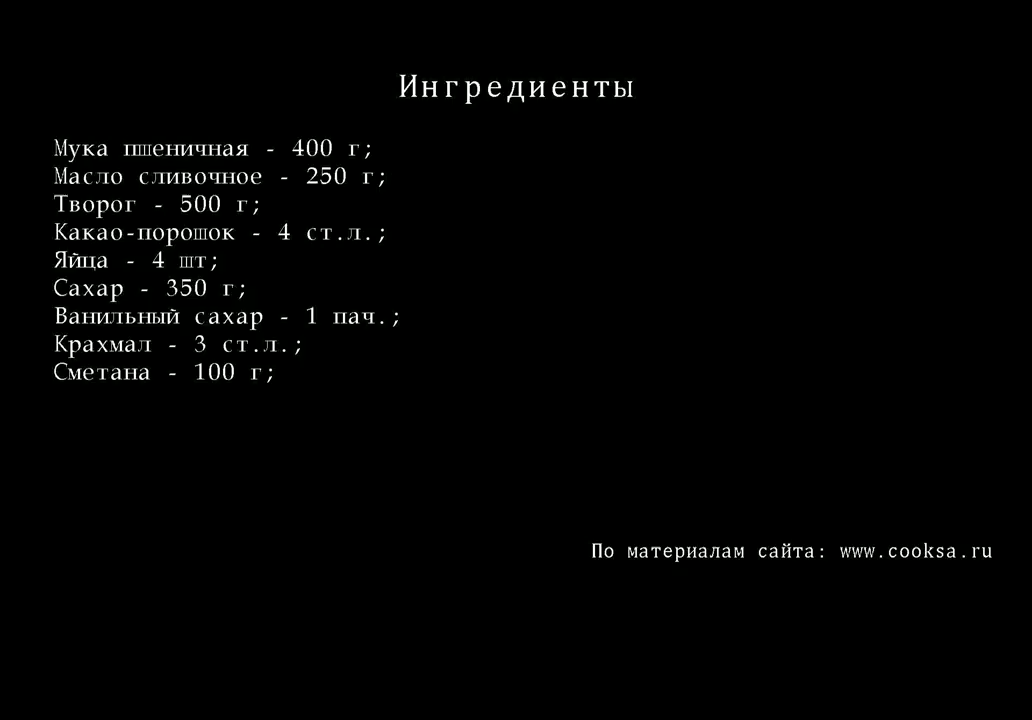 Ингредиенты
Мука пшеничная - 400 г;
Масло сливочное - 250 г;
Творог - 500 г;
Какао-порошок - 4 ст.л.;
Яйца - 4 шт;
Сахар - 350 г;
Ванильный сахар - 1 пач.;
Крахмал - 3 ст.л.;
Сметана - 100 г;
По материалам сайта: www.cooksa.ru